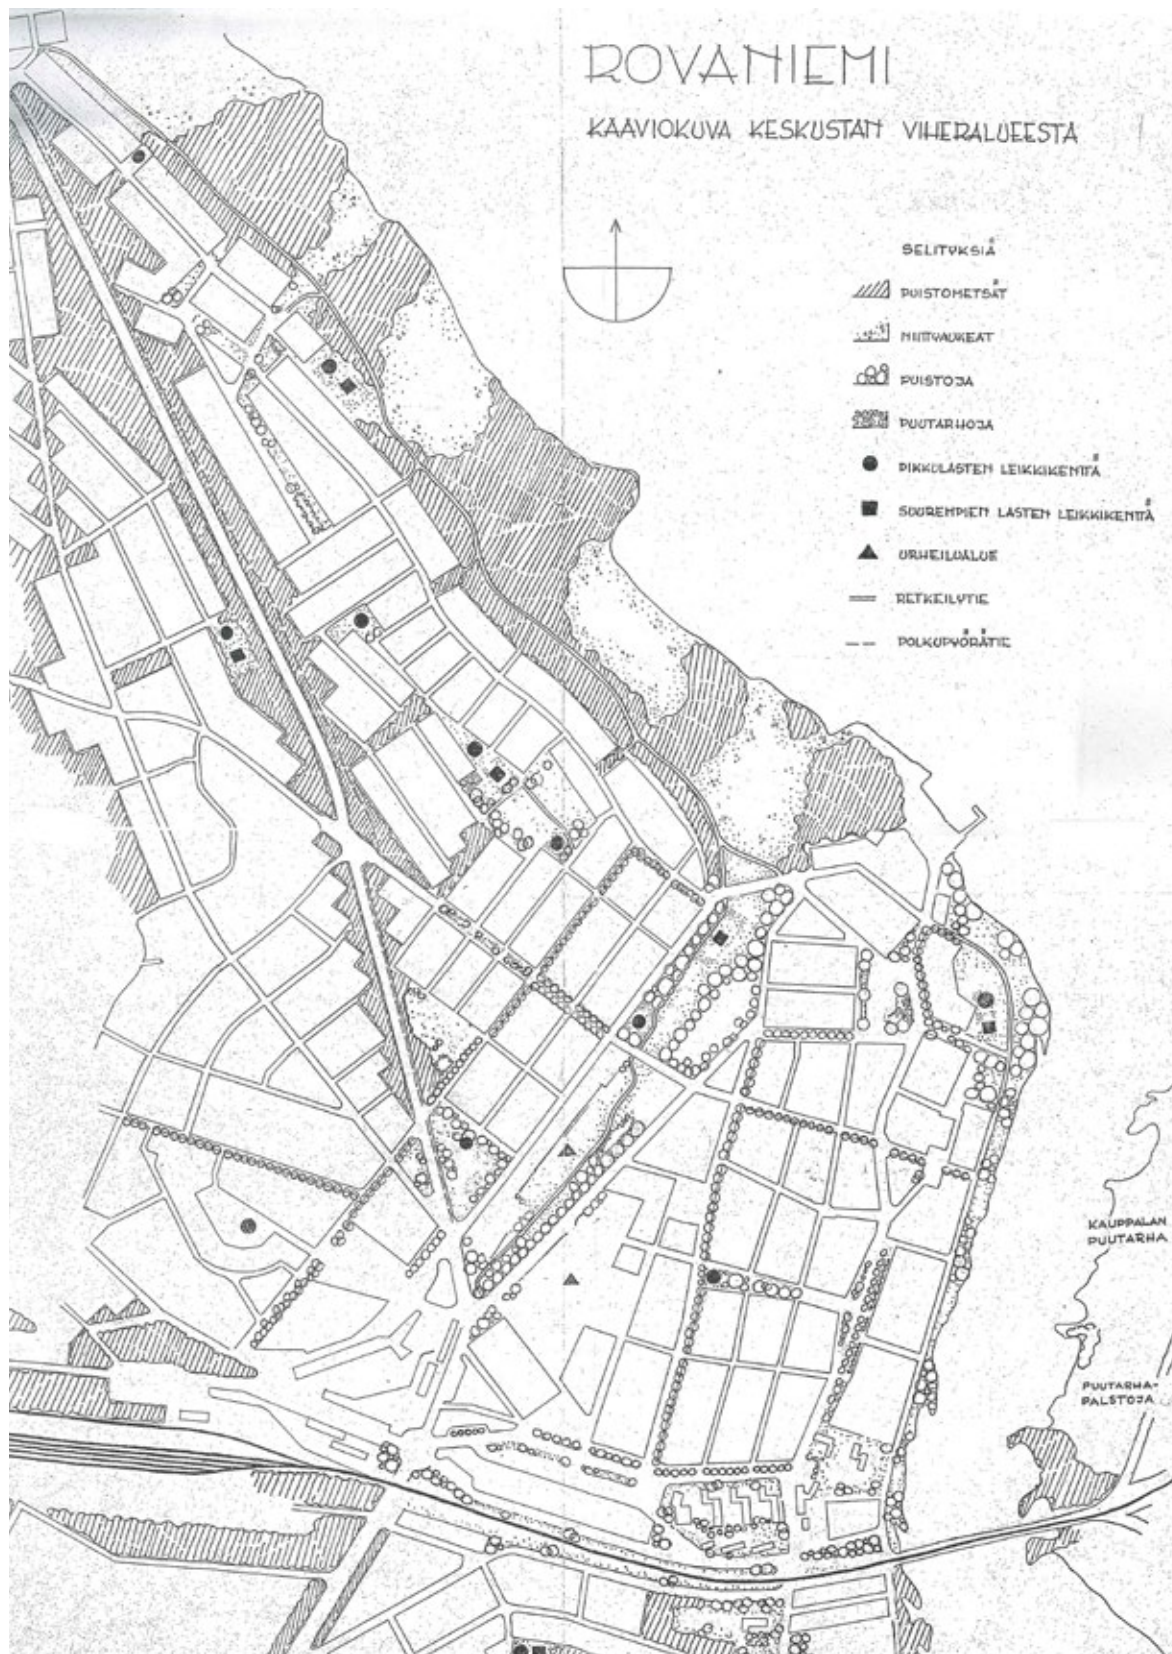 ROVANIEMI
KAAVIOKUVA KESKUSTAN VIHERALUEESTA
SELITYKSIÄ
PUISTOMETSÄT
NIITTYAUKEAT
PUISTOJA
PUUTARHOJA
PIKKULASTEN LEIKKIKENTTÄ
SUUREMPIEN LASTEN LEIKKIKENTTÄ
URHEILUALUE
RETKEILYTIE
POLKUPYÖRÄTIE
KAUPPALAN
PUUTARHA
PUUTARHA-
PALSTOJA